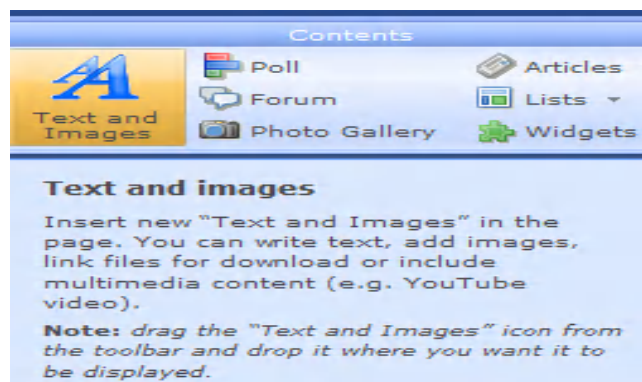 Contents
Text and
Images
Poll
Forum
Photo Gallery
Articles
Lists
Widgets
Text and images
Insert new "Text and Images" in the
page. You can write text, add images,
link files for download or include
multimedia content (e.g. YouTube
video).
Note: drag the "Text and Images" icon from
the toolbar and drop it where you want it to
be displayed.